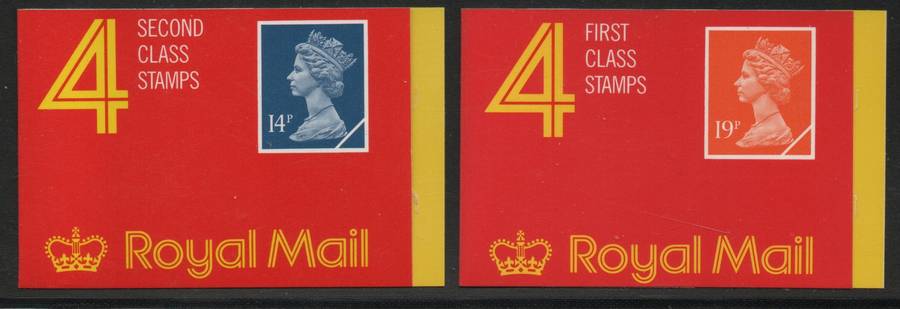 4
SECOND
CLASS
STAMPS
14P
Royal Mail
4
FIRST
CLASS
STAMPS
19P
Royal Mail